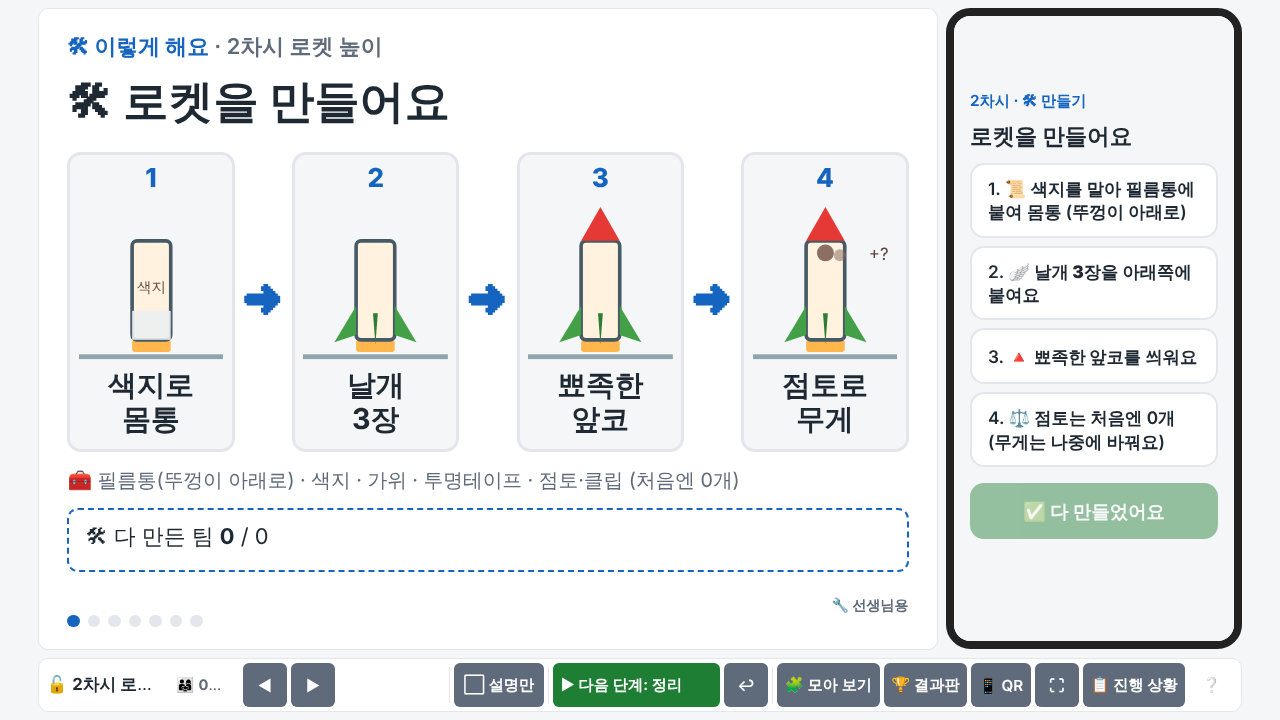 🛠 이렇게 해요 · 2차시 로켓 높이
🛠 로켓을 만들어요
1
색지
색지로
몸통
2
날개
3장
3
뾰족한
앞코
4
+?
점토로
무게
🧰 필름통(뚜껑이 아래로) · 색지 · 가위 · 투명테이프 · 점토·클립 (처음엔 0개)
🛠 다 만든 팀 0 / 0
🔧 선생님용
2차시 · 🛠 만들기
로켓을 만들어요
1. 📜 색지를 말아 필름통에
붙여 몸통 (뚜껑이 아래로)
2. 🪽 날개 3장을 아래쪽에
붙여요
3. 🔺 뾰족한 앞코를 씌워요
4. ⚖️ 점토는 처음엔 0개
(무게는 나중에 바꿔요)
✅ 다 만들었어요
🔓 2차시 로...
👨‍👩‍👧 0...
◀
▶
설명만
▶ 다음 단계: 정리
↩
🧩 모아 보기
🏆 결과판
📱 QR
⛶
📋 진행 상황
❔